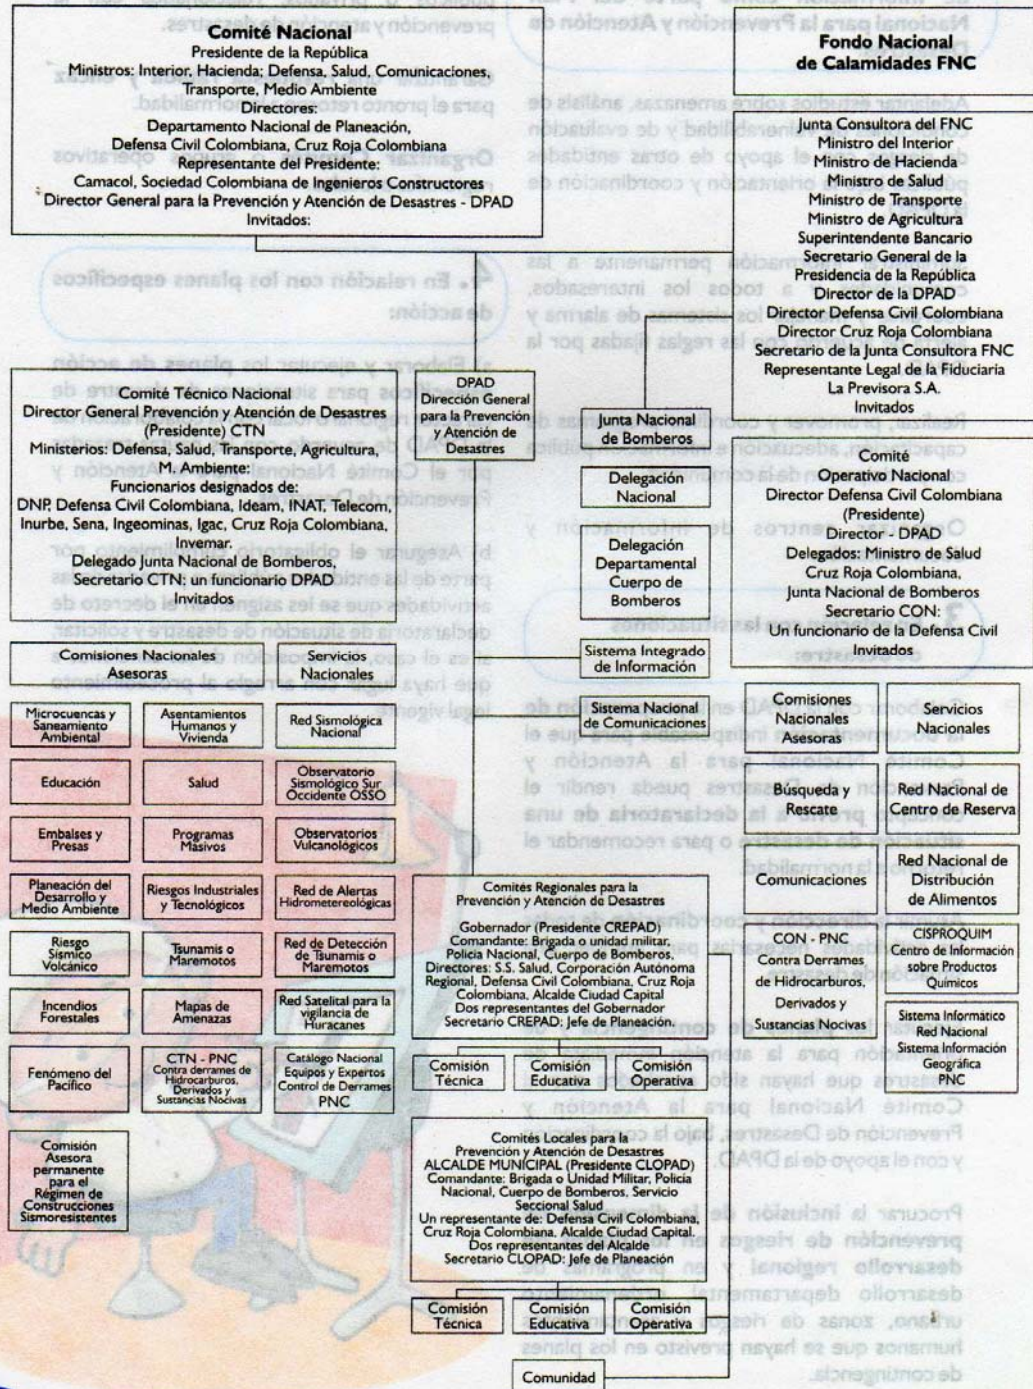 Comité Nacional
Presidente de la República
Ministros: Interior, Hacienda; Defensa, Salud, Comunicaciones,
Transporte, Medio Ambiente
Directores:
Departamento Nacional de Planeación,
Defensa Civil Colombiana, Cruz Roja Colombiana
Representante del Presidente:
Camacol, Sociedad Colombiana de Ingenieros Constructores
Director General para la Prevención y Atención de Desastres - DPAD
Invitados:
Fondo Nacional
de Calamidades FNC
Junta Consultora del FNC
Ministro del Interior
Ministro de Hacienda
Ministro de Salud
Ministro de Transporte
Ministro de Agricultura
Superintendente Bancario
Secretario General de la
Presidencia de la República
Director de la DPAD
Director Defensa Civil Colombiana
Director Cruz Roja Colombiana
Secretario de la Junta Consultora FNC
Representante Legal de la Fiduciaria
La Previsora S.A.
Invitados
Comité Técnico Nacional
Director General Prevención y Atención de Desastres
(Presidente) CTN
Ministerios: Defensa, Salud, Transporte, Agricultura,
M. Ambiente:
Funcionarios designados de:
DNP, Defensa Civil Colombiana, Ideam, INAT, Telecom,
Inurbe, Sena, Ingeominas, Igac, Cruz Roja Colombiana,
Invemar.
Delegado Junta Nacional de Bomberos,
Secretario CTN: un funcionario DPAD
Invitados
DPAD
Dirección General
para la Prevención
y Atención de
Desastres
Junta Nacional
de Bomberos
Delegación
Nacional
Delegación
Departamental
Cuerpo de
Bomberos
Sistema Integrado
de Información
Sistema Nacional
de Comunicaciones
Comité
Operativo Nacional
Director Defensa Civil Colombiana
(Presidente)
Director - DPAD
Delegados: Ministro de Salud
Cruz Roja Colombiana,
Junta Nacional de Bomberos
Secretario CON:
Un funcionario de la Defensa Civil
Invitados
Comisiones Nacionales
Asesoras
Servicios
Nacionales
Microcuencas y
Saneamiento
Ambiental
Asentamientos
Humanos y
Vivienda
Red Sismológica
Nacional
Educación
Salud
Observatorio
Sismológico Sur
Occidente OSSO
Embalses y
Presas
Programas
Masivos
Observatorios
Vulcanológicos
Planeación del
Desarrollo y
Medio Ambiente
Riesgos Industriales
y Tecnológicos
Red de Alertas
Hidrometereológicas
Riesgo
Sísmico
Volcánico
Tsunamis o
Maremotos
Red de Detección
de Tsunamis o
Maremotos
Incendios
Forestales
Mapas de
Amenazas
Red Satelital para la
vigilancia de
Huracanes
Fenómeno del
Pacífico
CTN - PNC
Contra derrames de
Hidrocarburos,
Derivados y
Sustancias Nocivas
Catálogo Nacional
Equipos y Expertos
Control de Derrames
PNC
Comisión
Asesora
permanente
para el
Régimen de
Construcciones
Sismoresistentes
Comisiones
Nacionales
Asesoras
Servicios
Nacionales
Búsqueda y
Rescate
Red Nacional de
Centro de Reserva
Comunicaciones
Red Nacional de
Distribución
de Alimentos
CON - PNC
Contra Derrames
de Hidrocarburos,
Derivados y
Sustancias Nocivas
CISPROQUIM
Centro de Información
sobre Productos
Químicos
Sistema Informático
Red Nacional
Sistema Información
Geográfica
PNC
Comités Regionales para la
Prevención y Atención de Desastres
Gobernador (Presidente CREPAD)
Comandante: Brigada o unidad militar,
Policía Nacional, Cuerpo de Bomberos,
Directores: S.S. Salud, Corporación Autónoma
Regional, Defensa Civil Colombiana, Cruz Roja
Colombiana, Alcalde Ciudad Capital
Dos representantes del Gobernador
Secretario CREPAD: Jefe de Planeación.
Comisión
Técnica
Comisión
Educativa
Comisión
Operativa
Comités Locales para la
Prevención y Atención de Desastres
ALCALDE MUNICIPAL (Presidente CLOPAD)
Comandante: Brigada o Unidad Militar, Policía
Nacional, Cuerpo de Bomberos, Servicio
Seccional Salud
Un representante de: Defensa Civil Colombiana,
Cruz Roja Colombiana, Alcalde Ciudad Capital.
Dos representantes del Alcalde
Secretario CLOPAD: Jefe de Planeación
Comisión
Técnica
Comisión
Educativa
Comisión
Operativa
Comunidad